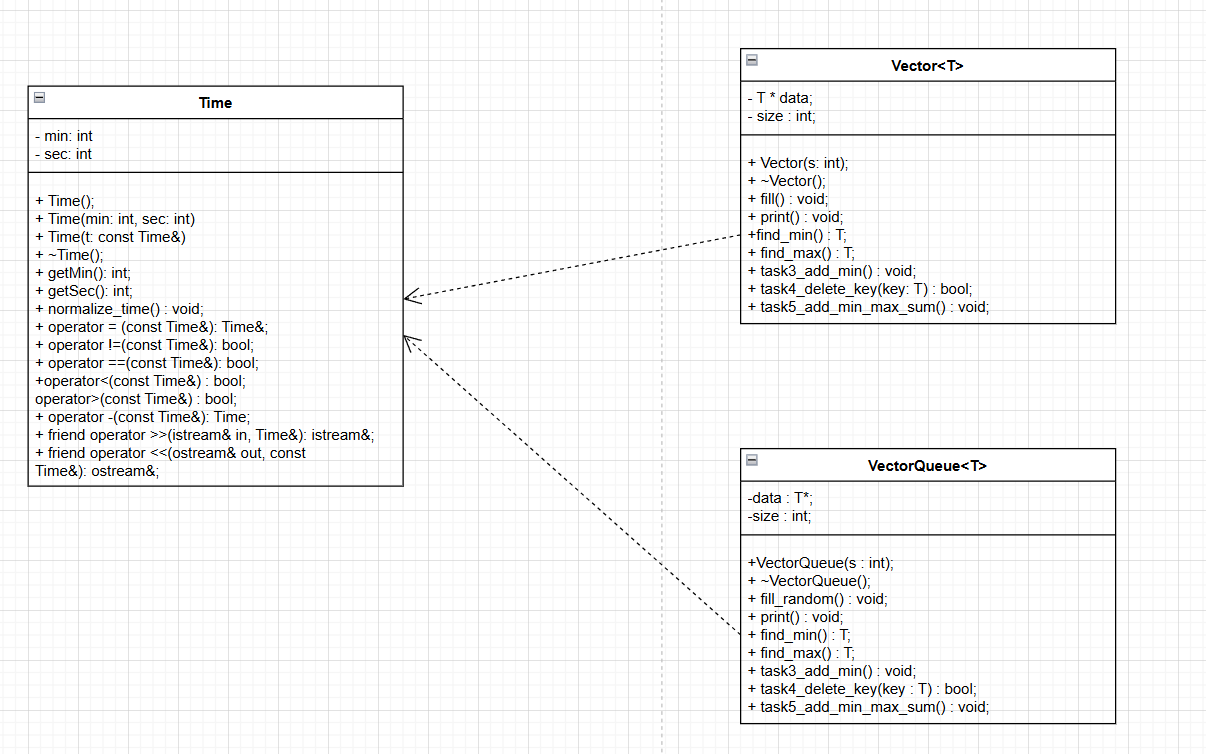 Time
- min: int
- sec: int
+ Time();
+ Time(min: int, sec: int)
+ Time(t: const Time&)
+ ~Time();
+ getMin(): int;
+ getSec(): int;
+ normalize_time() : void;
+ operator = (const Time&): Time&;
+ operator !=(const Time&): bool;
+ operator ==(const Time&): bool;
+operator<(const Time&) : bool;
operator>(const Time&) : bool;
+ operator -(const Time&): Time;
+ friend operator >>(istream& in, Time&): istream&;
+ friend operator <<(ostream& out, const
Time&): ostream&;
Vector<T>
- T * data;
- size : int;
+ Vector(s: int);
+ ~Vector();
+ fill() : void;
+ print() : void;
+find_min() : T;
+ find_max() : T;
+ task3_add_min() : void;
+ task4_delete_key(key: T) : bool;
+ task5_add_min_max_sum() : void;
VectorQueue<T>
-data : T*;
-size : int;
+VectorQueue(s : int);
+ ~VectorQueue();
+ fill_random() : void;
+ print() : void;
+ find_min() : T;
+ find_max() : T;
+ task3_add_min() : void;
+ task4_delete_key(key : T) : bool;
+ task5_add_min_max_sum() : void;